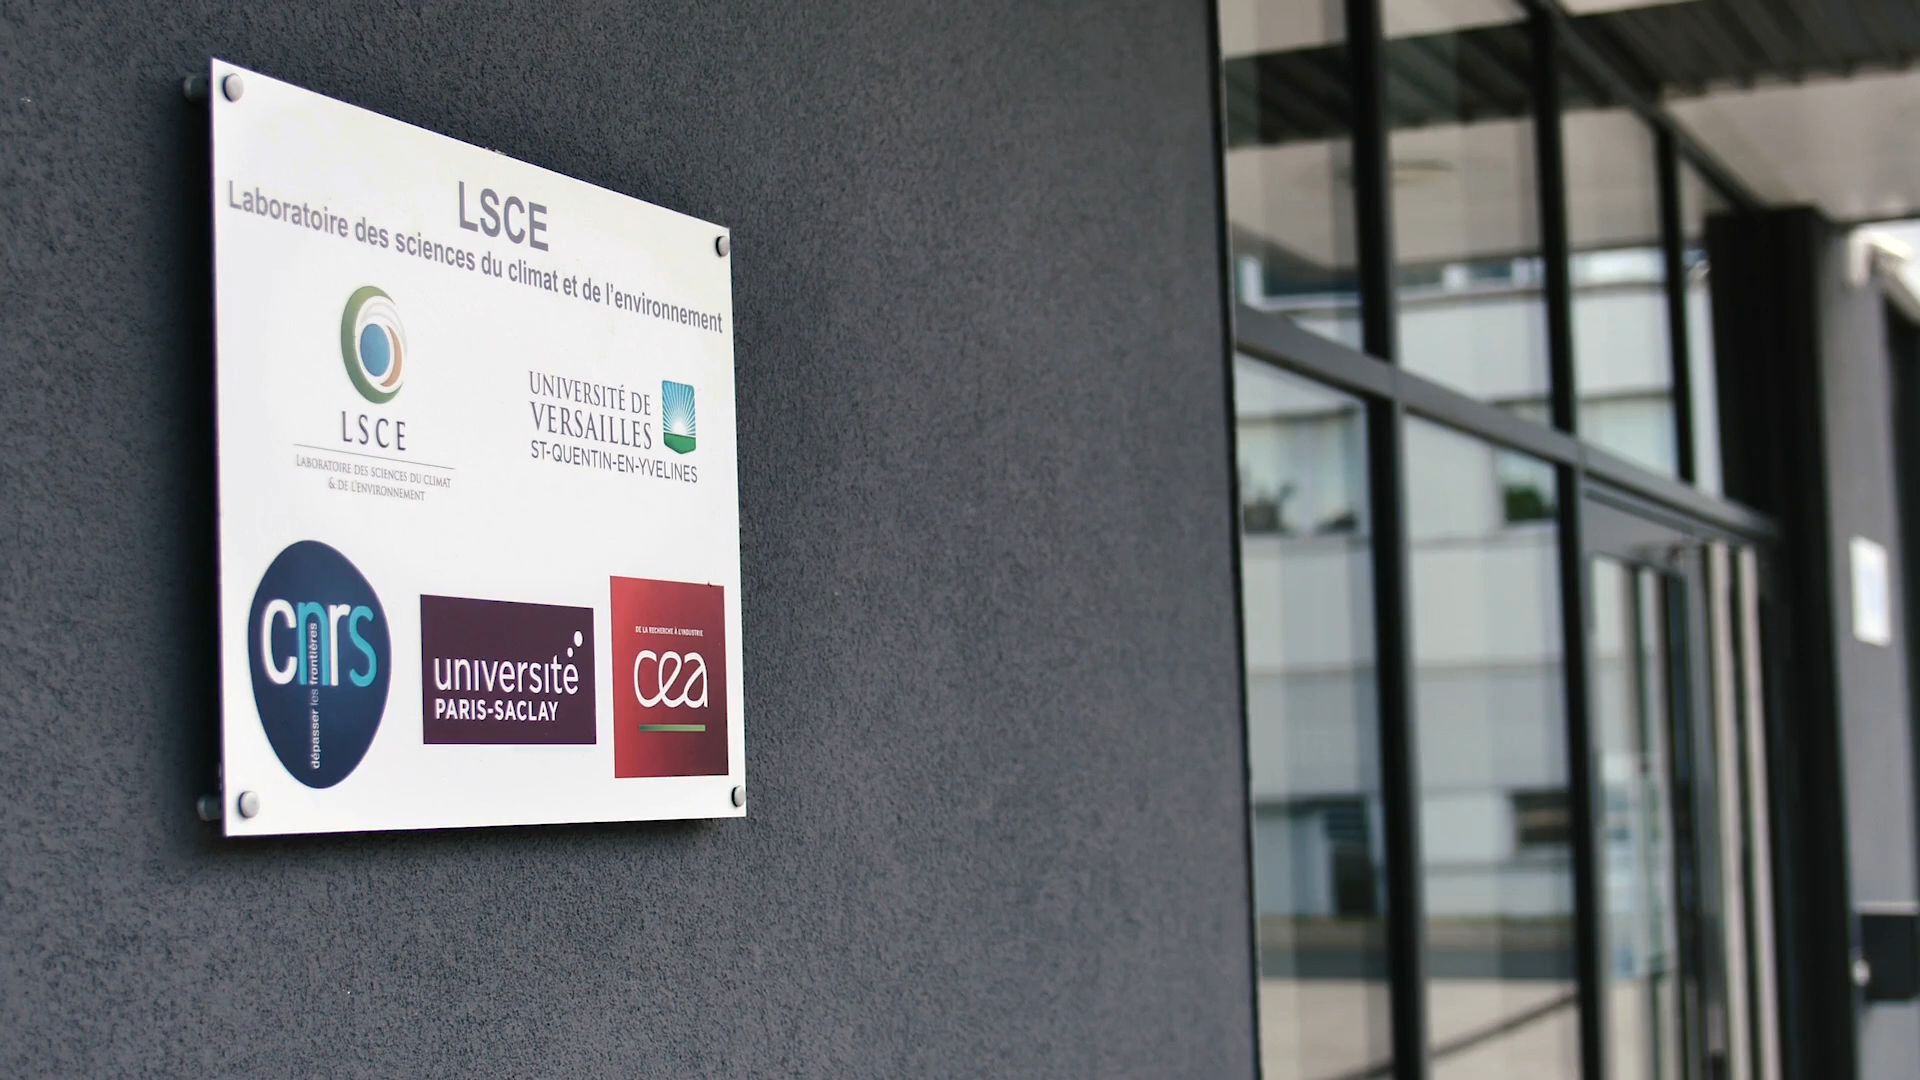 LSCE
Laboratoire des sciences du climat et de l'environnement
LSCE
LABORATOIRE DES SCIENCES DU CLIMAT
& DE L'ENVIRONNEMENT
UNIVERSITÉ DE
VERSAILLES
ST-QUENTIN-EN-YVELINES
cnrs
dépasser les frontières
université
PARIS-SACLAY
DE LA RECHERCHE À L'INDUSTRIE
cea